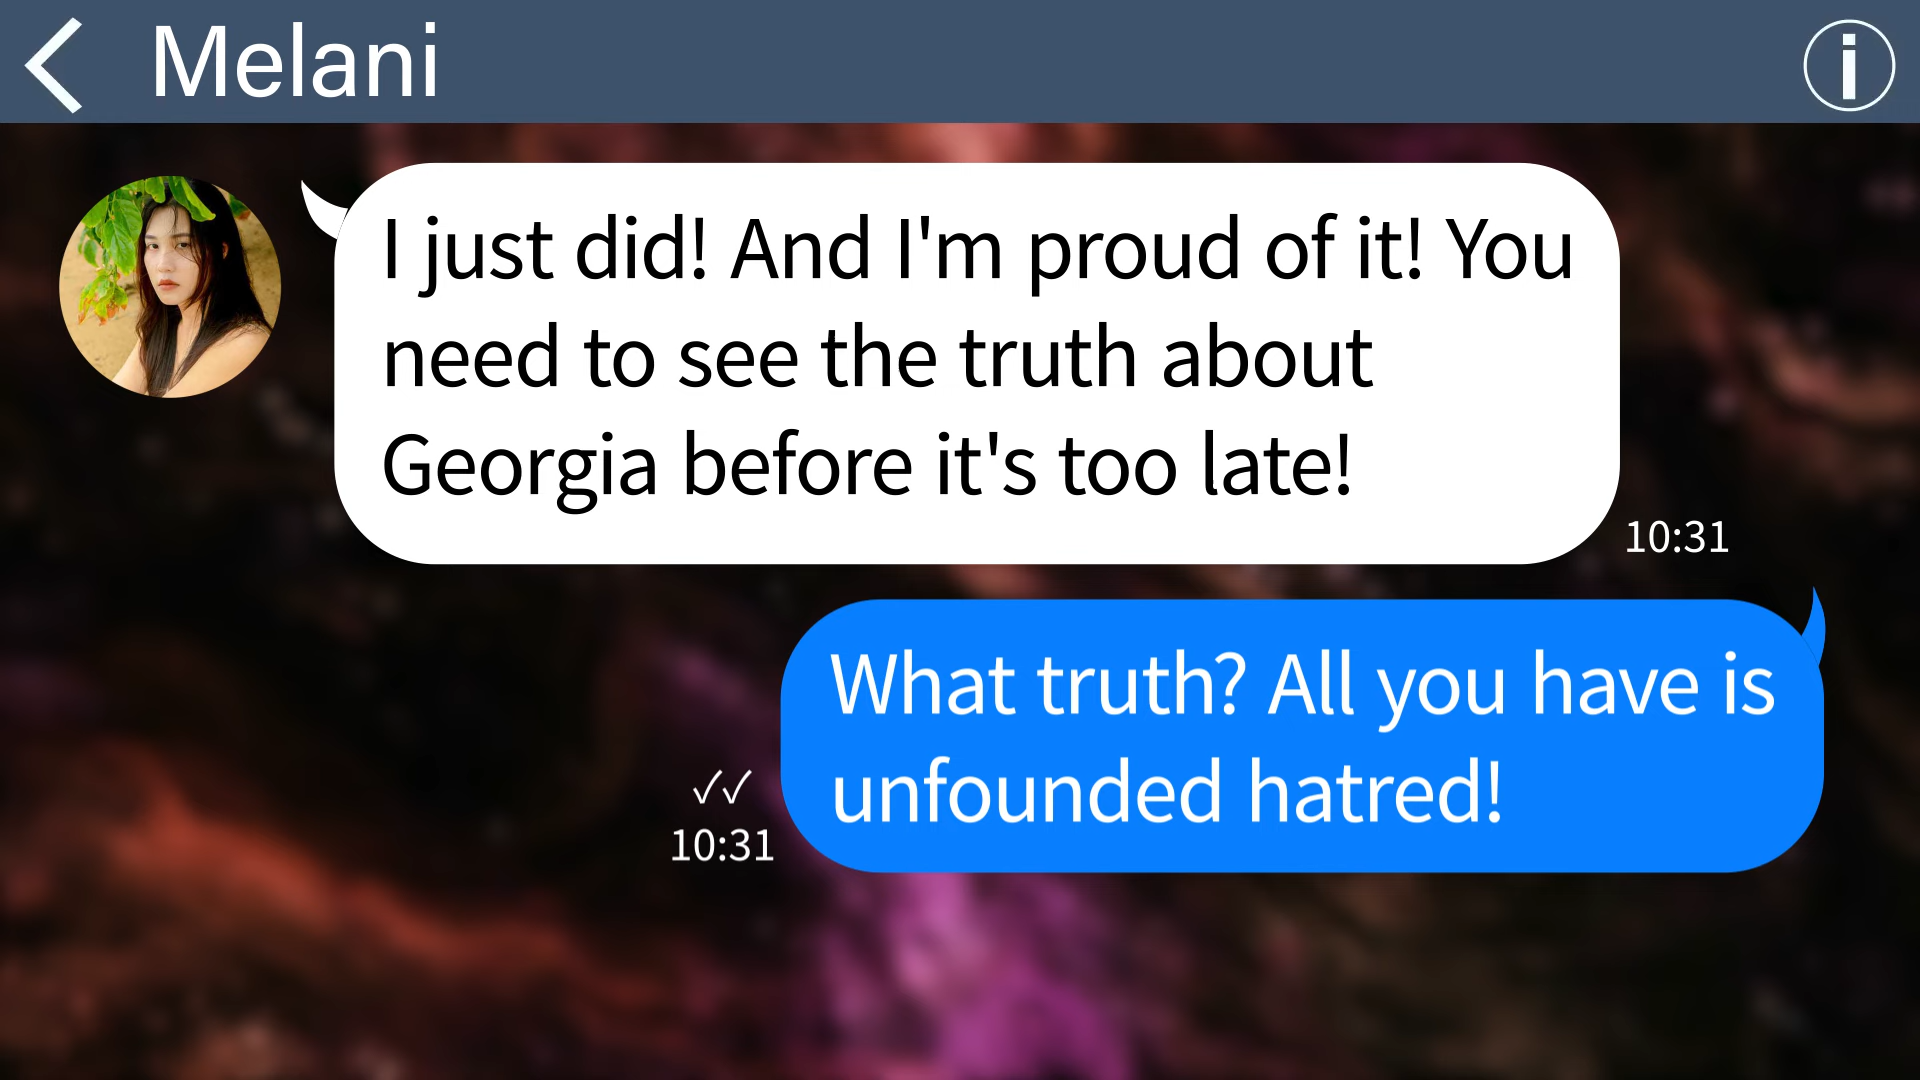 Melani
I just did! And I'm proud of it! You
need to see the truth about
Georgia before it's too late!
10:31
What truth? All you have is
unfounded hatred!
10:31